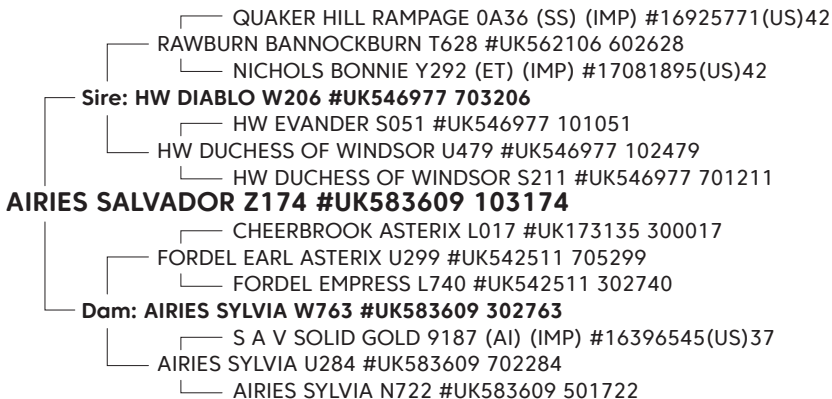 QUAKER HILL RAMPAGE 0A36 (SS) (IMP) #16925771(US)42
RAWBURN BANNOCKBURN T628 #UK562106 602628
NICHOLS BONNIE Y292 (ET) (IMP) #17081895(US)42
Sire: HW DIABLO W206 #UK546977 703206
HW EVANDER S051 #UK546977 101051
HW DUCHESS OF WINDSOR U479 #UK546977 102479
HW DUCHESS OF WINDSOR S211 #UK546977 701211
AIRIES SALVADOR Z174 #UK583609 103174
CHEERBROOK ASTERIX L017 #UK173135 300017
FORDEL EARL ASTERIX U299 #UK542511 705299
FORDEL EMPRESS L740 #UK542511 302740
Dam: AIRIES SYLVIA W763 #UK583609 302763
S A V SOLID GOLD 9187 (AI) (IMP) #16396545(US)37
AIRIES SYLVIA U284 #UK583609 702284
AIRIES SYLVIA N722 #UK583609 501722